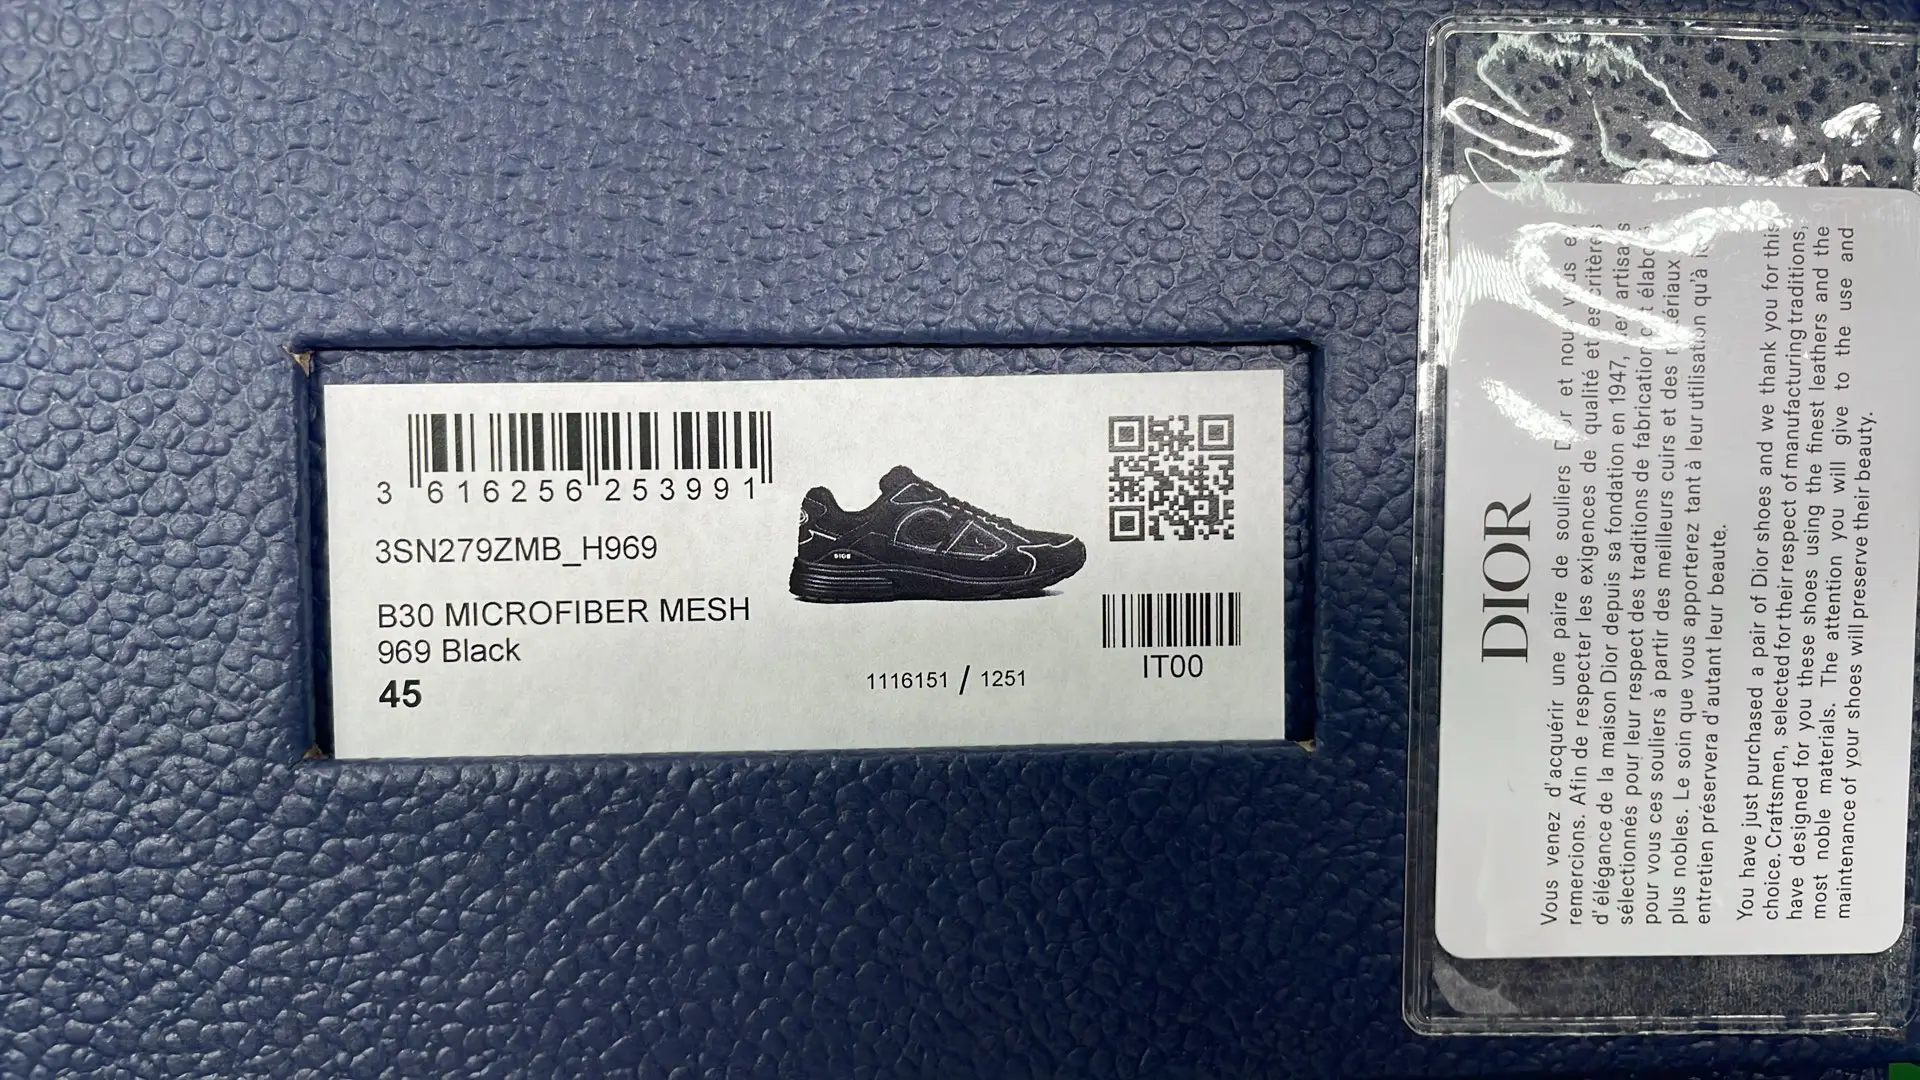 3 616256 253991
3SN279ZMB_H969
B30 MICROFIBER MESH
969 Black
45
DIOR
1116151 / 1251
IT00
DIOR
Vous venez d'acquérir une paire de souliers et
remercions. Afin de respecter les exigences de qualité et critères
d'élégance de la maison Dior depuis sa fondation en 1947, artisans
sélectionnés pour leur respect des traditions de fabrication
pour vous ces souliers à partir des meilleurs cuirs et des
plus nobles. Le soin que vous apporterez tant à leur utilisation qu'à
entretien préservera d'autant leur beauté.
You have just purchased a pair of Dior shoes and we thank you for this
choice. Craftsmen, selected for their respect of manufacturing traditions,
have designed for you these shoes using the finest leathers and the
most noble materials. The attention you will give to the use and
maintenance of your shoes will preserve their beauty.